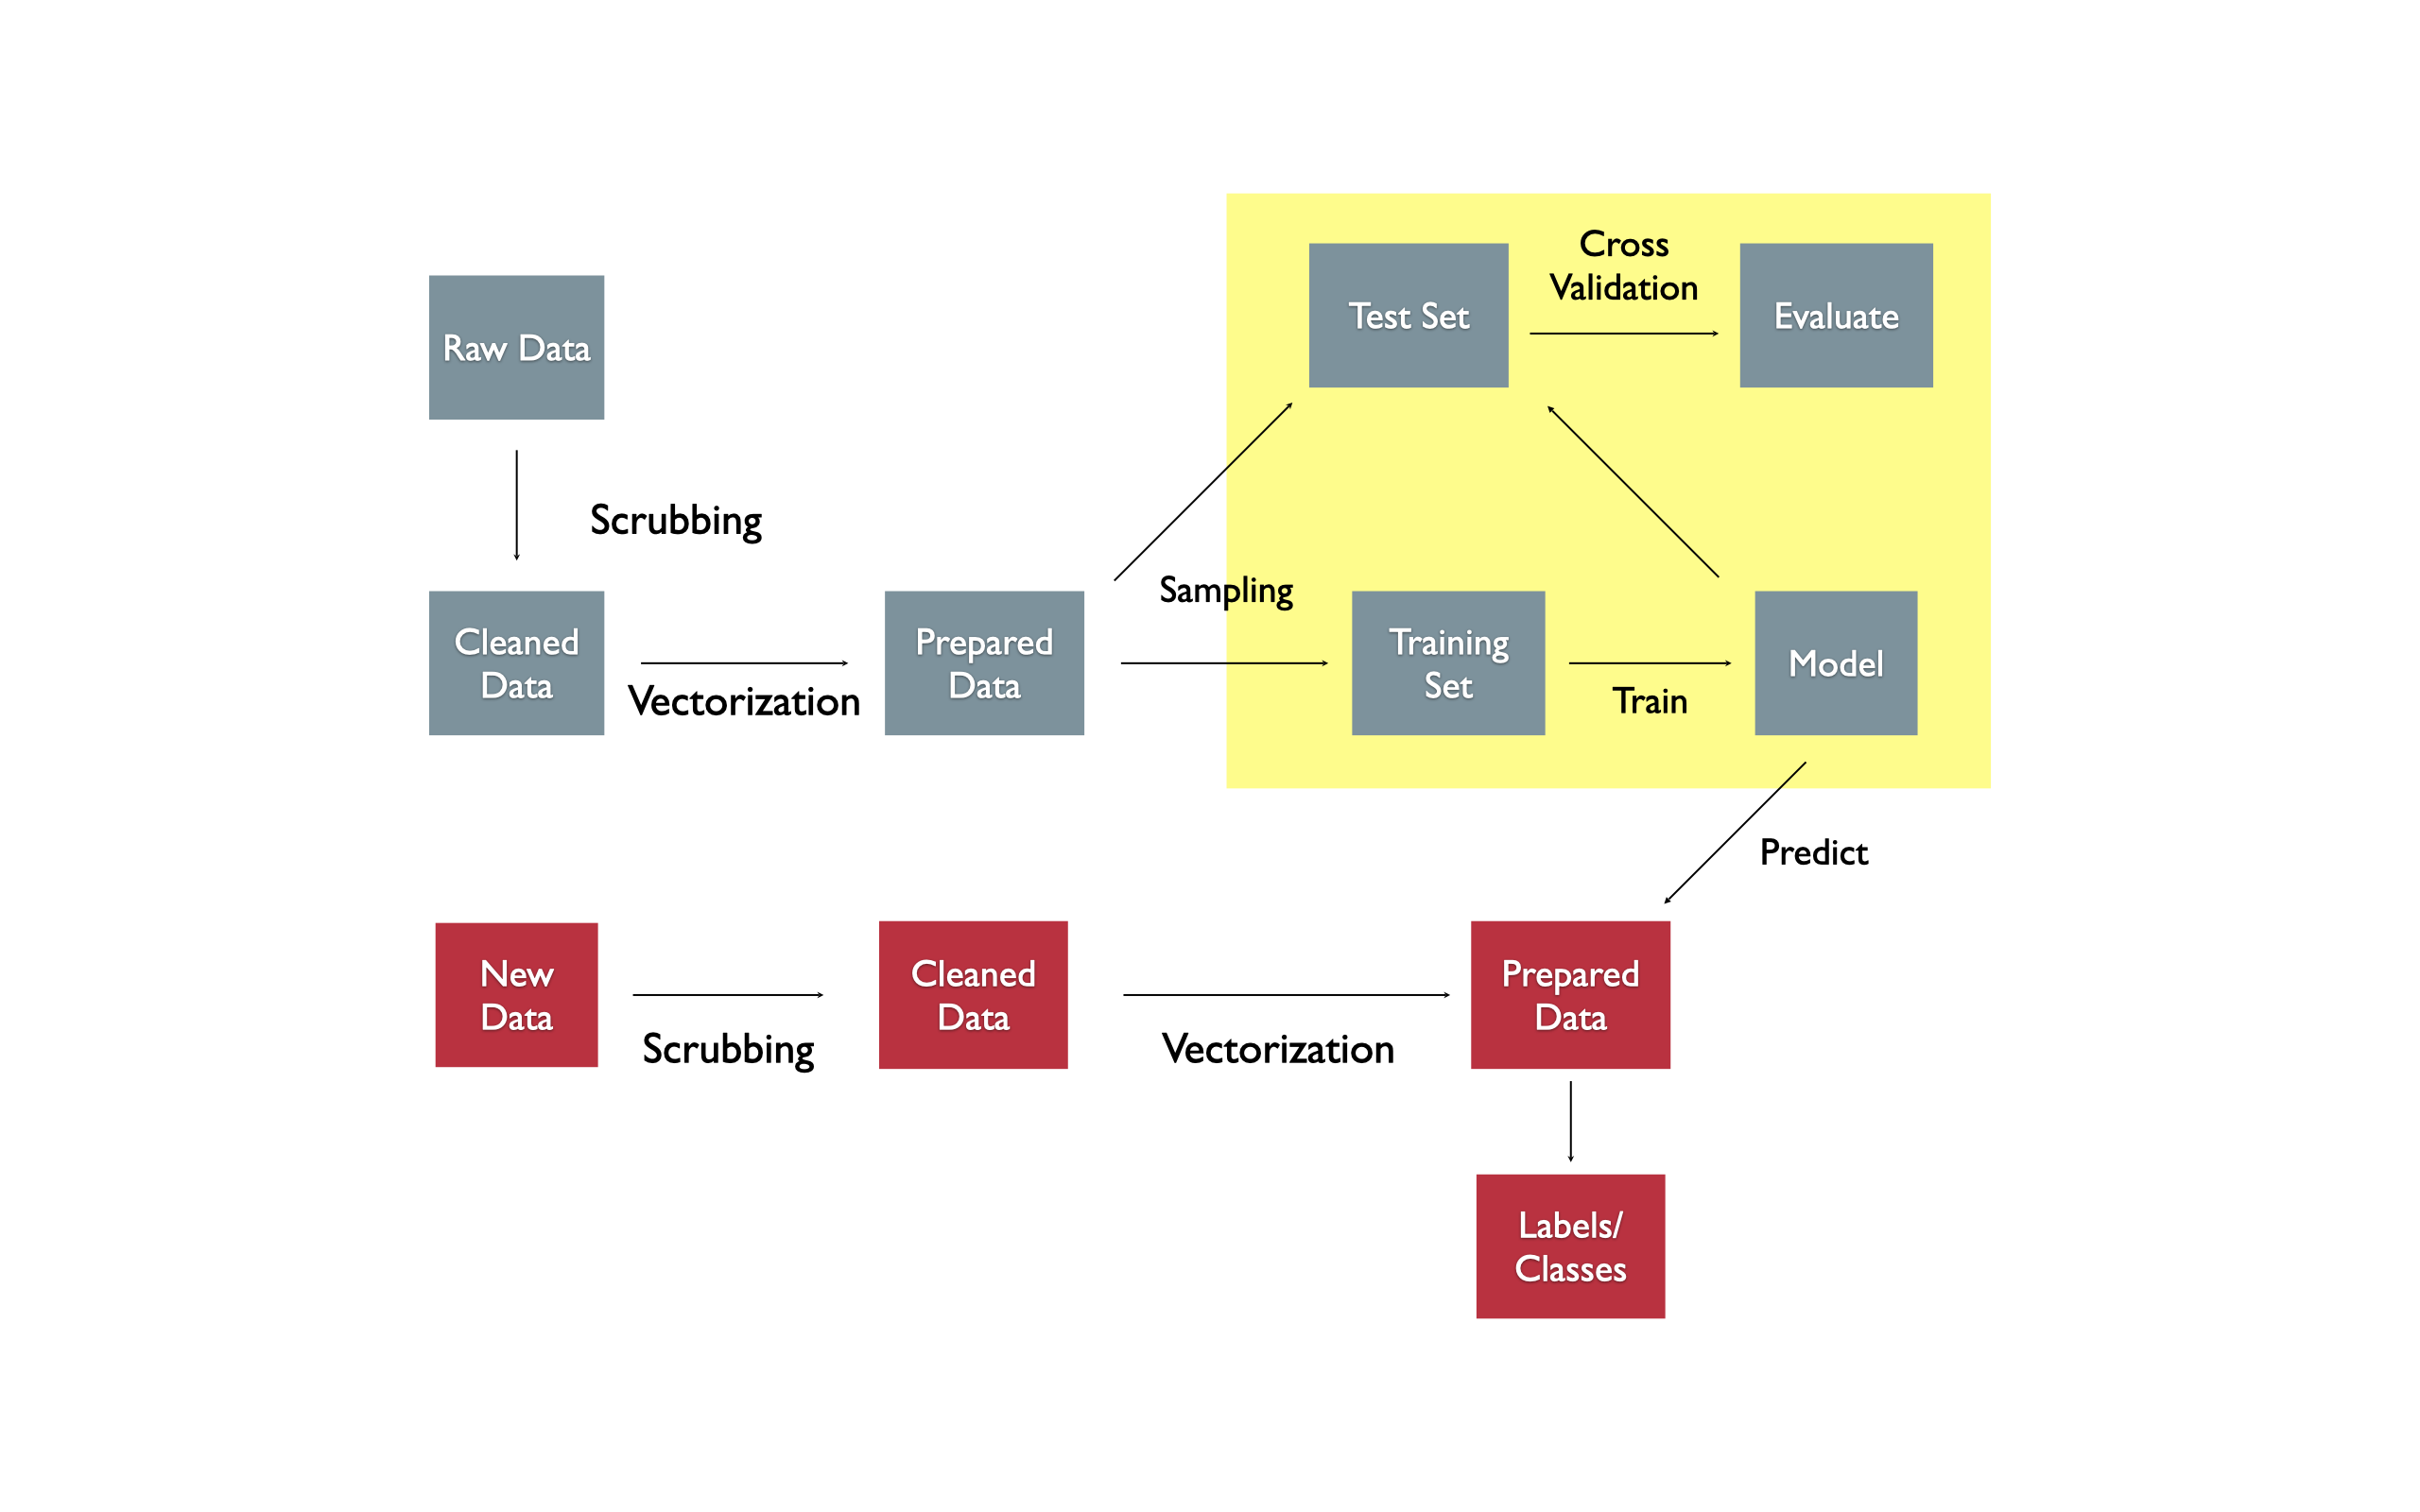 Cross
Validation
Test Set
Evaluate
Raw Data
Scrubbing
Sampling
Cleaned
Data
Vectorization
Prepared
Data
Training
Set
Train
Model
Predict
New
Data
Scrubbing
Cleaned
Data
Vectorization
Prepared
Data
Labels/
Classes